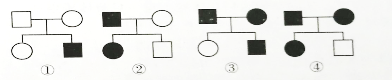 ① ② ③ ④